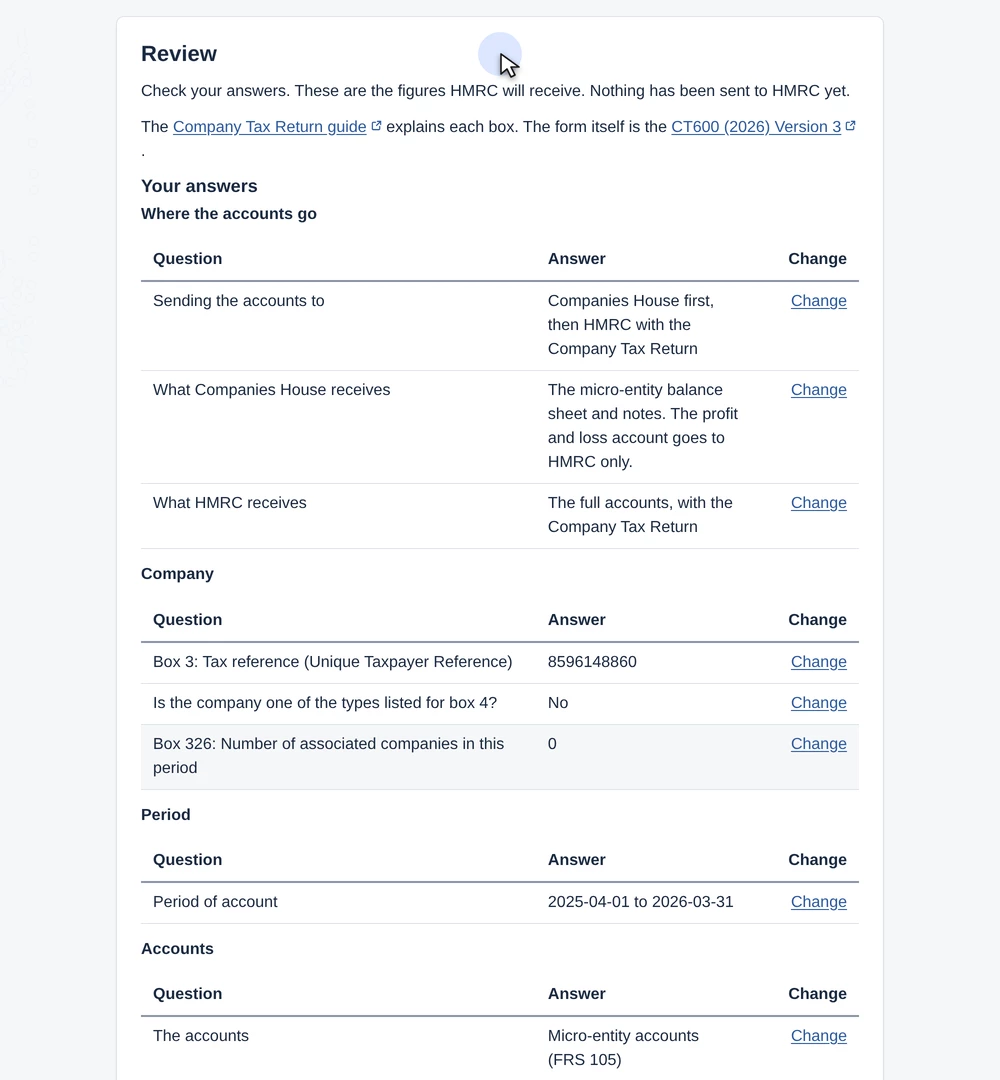 Review
Check your answers. These are the figures HMRC will receive. Nothing has been sent to HMRC yet.
The Company Tax Return guide explains each box. The form itself is the CT600 (2026) Version 3
.
Your answers
Where the accounts go
Question Answer Change
Sending the accounts to Companies House first, Change
then HMRC with the
Company Tax Return
What Companies House receives The micro-entity balance Change
sheet and notes. The profit
and loss account goes to
HMRC only.
What HMRC receives The full accounts, with the Change
Company Tax Return
Company
Question Answer Change
Box 3: Tax reference (Unique Taxpayer Reference) 8596148860 Change
Is the company one of the types listed for box 4? No Change
Box 326: Number of associated companies in this 0 Change
period
Period
Question Answer Change
Period of account 2025-04-01 to 2026-03-31 Change
Accounts
Question Answer Change
The accounts Micro-entity accounts Change
(FRS 105)